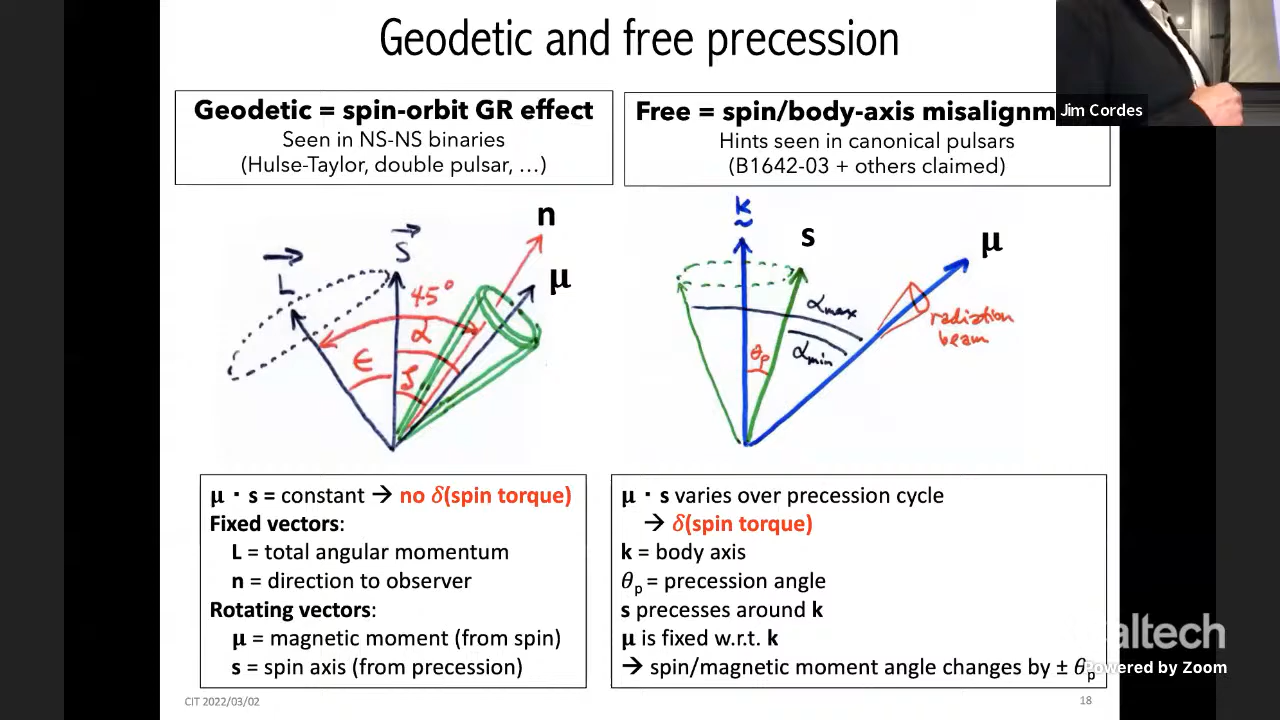 Geodetic and free precession
Jim Cordes
Geodetic = spin-orbit GR effect
Seen in NS-NS binaries
(Hulse-Taylor, double pulsar, …)
Free = spin/body-axis misalignm
Hints seen in canonical pulsars
(B1642-03 + others claimed)
n
S
L
μ
45°
α
ε
ζ
k
s
μ
αmax
αmin
θp
radiation
beam
μ · s = constant → no δ(spin torque)
Fixed vectors:
L = total angular momentum
n = direction to observer
Rotating vectors:
μ = magnetic moment (from spin)
s = spin axis (from precession)
μ · s varies over precession cycle
→ δ(spin torque)
k = body axis
θp = precession angle
s precesses around k
μ is fixed w.r.t. k
→ spin/magnetic moment angle changes by ± θp
altech
Powered by Zoom
CIT 2022/03/02
18